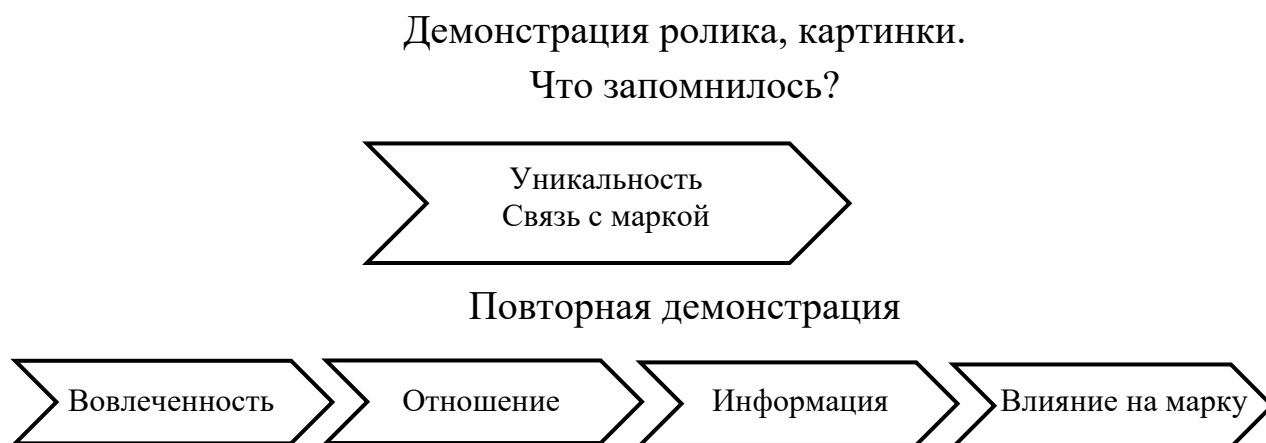 Демонстрация ролика, картинки.
Что запомнилось?
Уникальность
Связь с маркой
Повторная демонстрация
Вовлеченность
Отношение
Информация
Влияние на марку